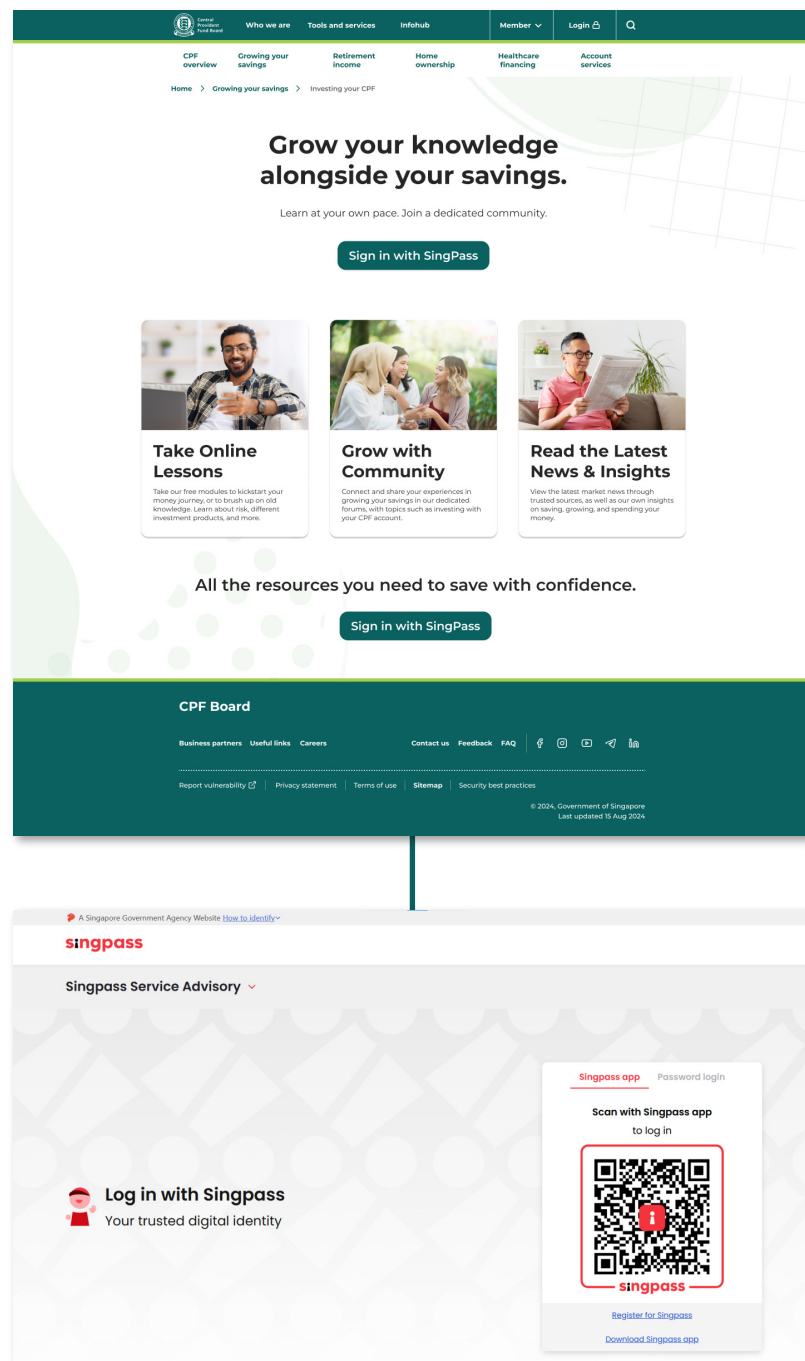 Central
Provident
Fund Board
Who we are
Tools and services
Infohub
Member
Login
CPF
overview
Growing your
savings
Retirement
income
Home
ownership
Healthcare
financing
Account
services
Home > Growing your savings > Investing your CPF
Grow your knowledge
alongside your savings.
Learn at your own pace. Join a dedicated community.
Sign in with SingPass
Take Online
Lessons
Take our free modules to kickstart your
money journey, or to brush up on old
knowledge. Learn about risk, different
investment products, and more.
Grow with
Community
Connect and share your experiences in
growing your savings in our dedicated
forums, with topics such as investing with
your CPF account.
Read the Latest
News & Insights
View the latest market news through
trusted sources, as well as our own insights
on saving, growing, and spending your
money.
All the resources you need to save with confidence.
Sign in with SingPass
CPF Board
Business partners Useful links Careers
Contact us Feedback FAQ
Report vulnerability | Privacy statement | Terms of use | Sitemap | Security best practices
© 2024, Government of Singapore
Last updated 15 Aug 2024
A Singapore Government Agency Website How to identify
singpass
Singpass Service Advisory
Singpass app
Password login
Scan with Singpass app
to log in
Log in with Singpass
Your trusted digital identity
singpass
Register for Singpass
Download Singpass app